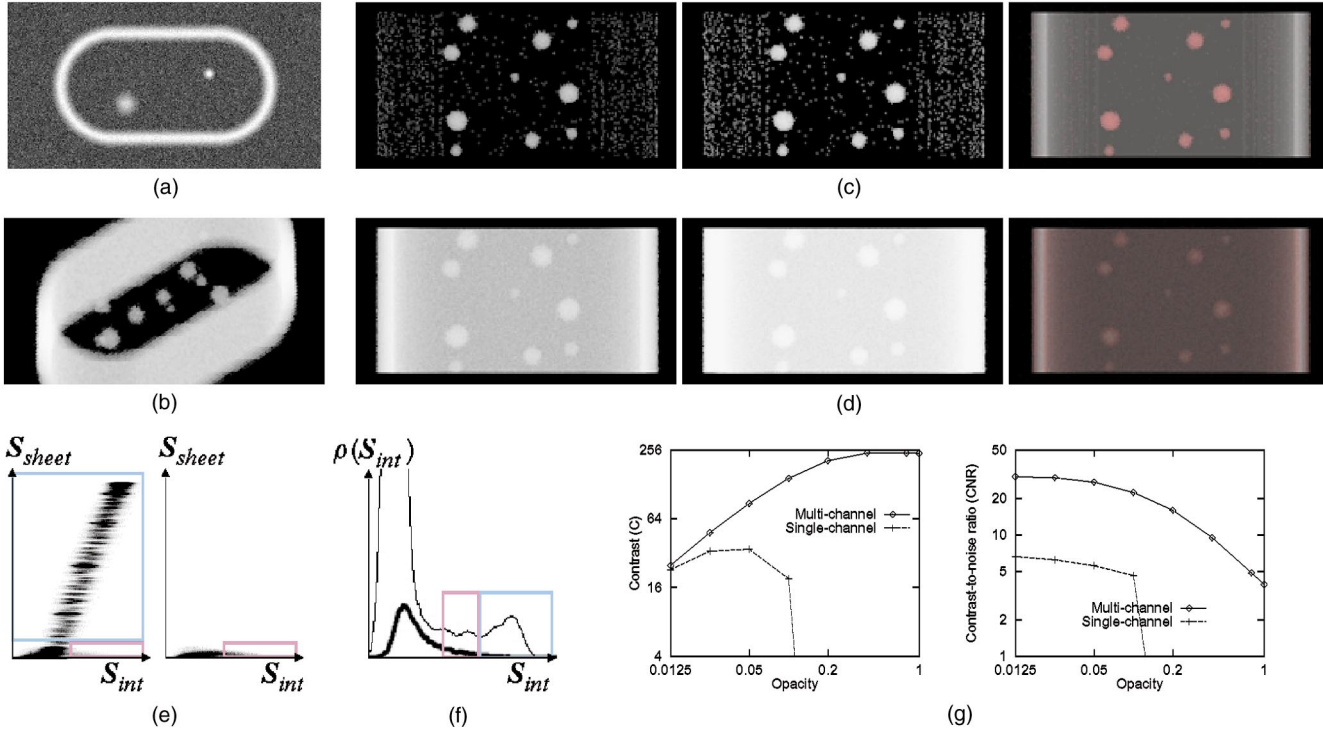 (a)
(c)
(b)
(d)
S_sheet
S_sheet
S_int
S_int
(e)
ρ(S_int)
S_int
(f)
256
64
16
4
Contrast (C)
Multi-channel
Single-channel
0.0125
0.05
0.2
1
Opacity
50
20
10
5
2
1
Contrast-to-noise ratio (CNR)
Multi-channel
Single-channel
0.0125
0.05
0.2
1
Opacity
(g)